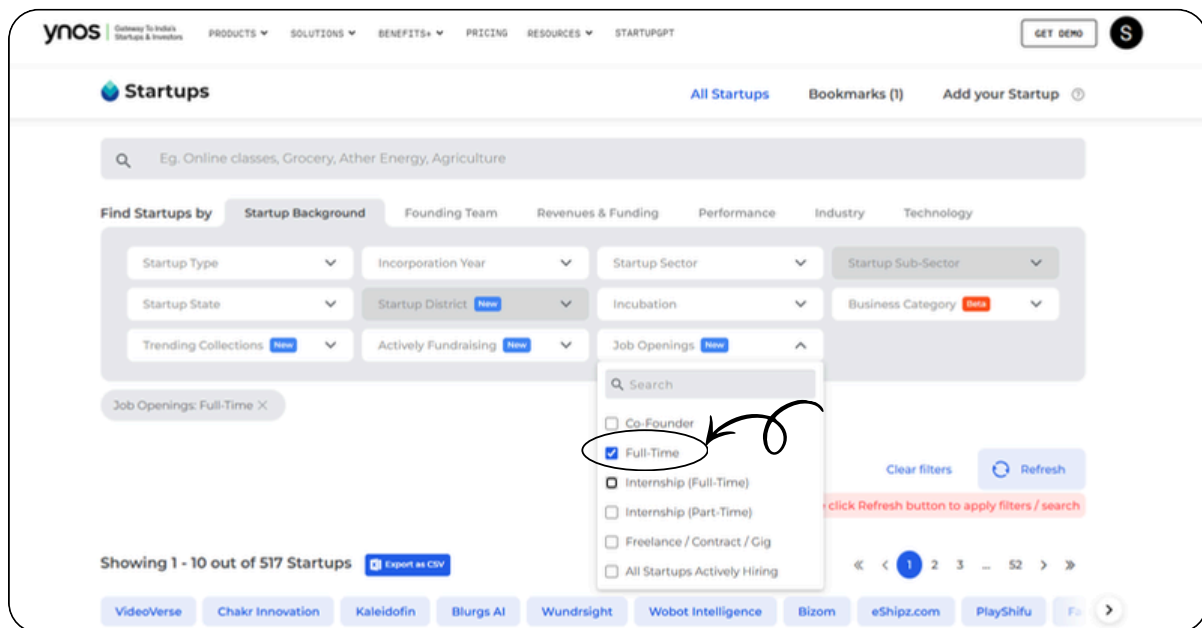 ynos Gateway To India's Startups & Investors PRODUCTS SOLUTIONS BENEFITS+ PRICING RESOURCES STARTUPGPT GET DEMO S
Startups All Startups Bookmarks (1) Add your Startup
Eg. Online classes, Grocery, Ather Energy, Agriculture
Find Startups by Startup Background Founding Team Revenues & Funding Performance Industry Technology
Startup Type Incorporation Year Startup Sector Startup Sub-Sector
Startup State Startup District New Incubation Business Category Beta
Trending Collections New Actively Fundraising New Job Openings New
Search
Job Openings: Full-Time
Co-Founder
Full-Time
Internship (Full-Time)
Internship (Part-Time)
Freelance / Contract / Gig
All Startups Actively Hiring
Clear filters Refresh
click Refresh button to apply filters / search
Showing 1 - 10 out of 517 Startups Export as CSV « < 1 2 3 ... 52 > »
VideoVerse Chakr Innovation Kaleidofin Blurgs AI Wundrsight Wobot Intelligence Bizom eShipz.com PlayShifu